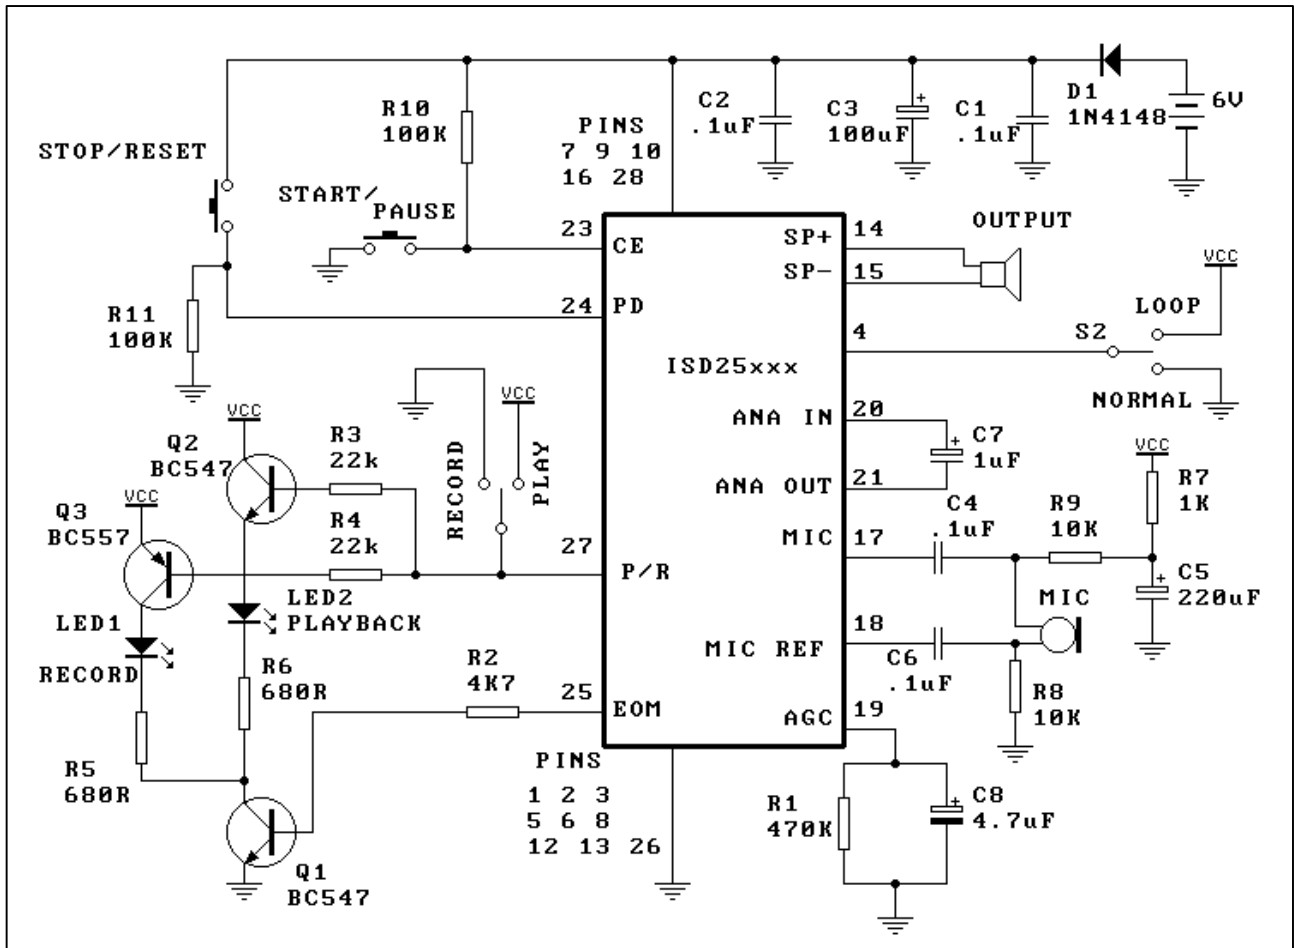 R10
100K
PINS
7 9 10
16 28
C2
.1uF
C3
+
100uF
C1
.1uF
D1
1N4148
6V
STOP/RESET
START/
PAUSE
23
CE
SP+
14
OUTPUT
SP-
15
R11
100K
24
PD
4
S2
LOOP
VCC
NORMAL
ISD25xxx
VCC
Q2
BC547
R3
22k
RECORD
VCC
PLAY
ANA IN
20
+
C7
1uF
ANA OUT
21
VCC
Q3
BC557
R4
22k
27
P/R
MIC
17
C4
.1uF
R9
10K
VCC
R7
1K
+
C5
220uF
LED1
RECORD
LED2
PLAYBACK
MIC
MIC REF
18
C6
.1uF
R8
10K
R6
680R
R2
4K7
25
EOM
AGC
19
R5
680R
PINS
1 2 3
5 6 8
12 13 26
R1
470K
+
C8
4.7uF
Q1
BC547